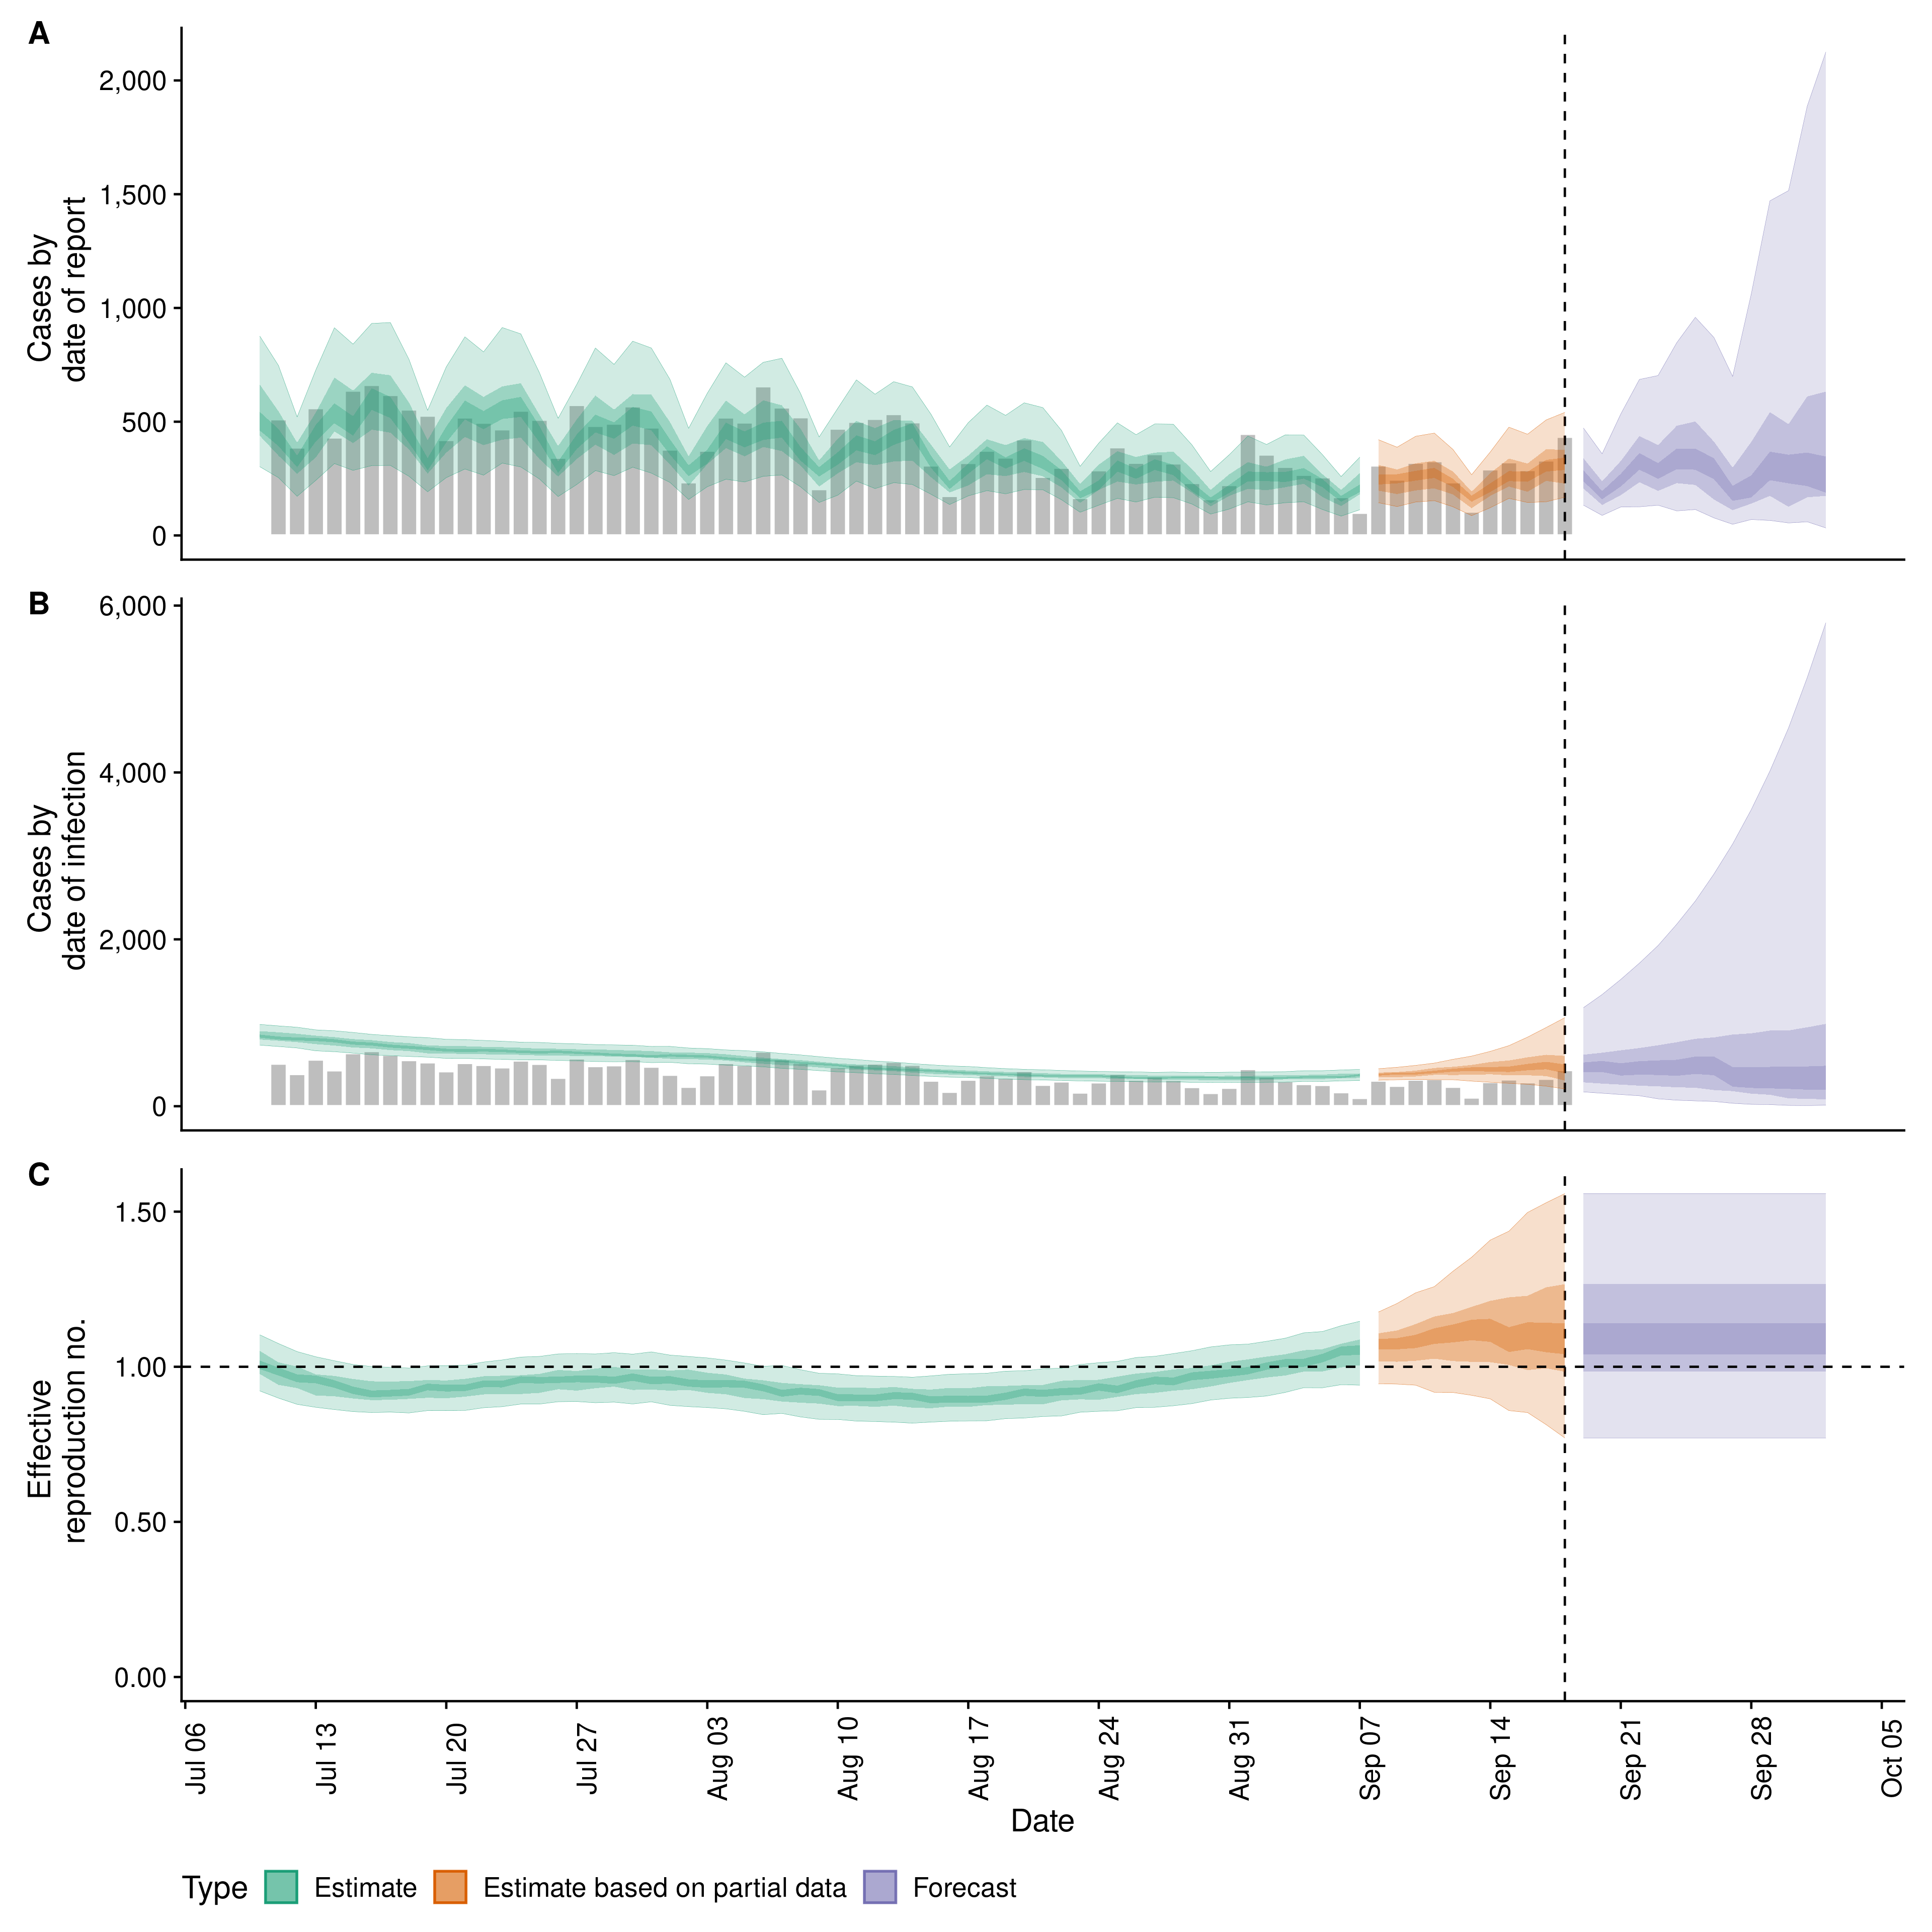 A
Cases by
date of report
2,000
1,500
1,000
500
0
B
Cases by
date of infection
6,000
4,000
2,000
0
C
Effective
reproduction no.
1.50
1.00
0.50
0.00
Jul 06
Jul 13
Jul 20
Jul 27
Aug 03
Aug 10
Aug 17
Aug 24
Aug 31
Sep 07
Sep 14
Sep 21
Sep 28
Oct 05
Date
Type Estimate Estimate based on partial data Forecast